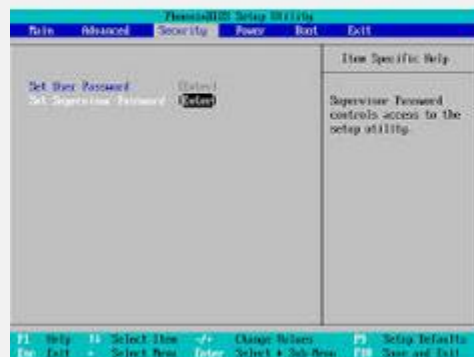 PhoenixBIOS Setup Utility
Main Advanced Security Power Boot Exit
Item Specific Help
Set User Password [Enter]
Set Supervisor Password [Enter]
Supervisor Password
controls access to the
setup utility.
F1 Help ↑↓ Select Item -/+ Change Values F9 Setup Defaults
Esc Exit Select Menu Enter Select ▸ Sub-Menu F10 Save and Exit